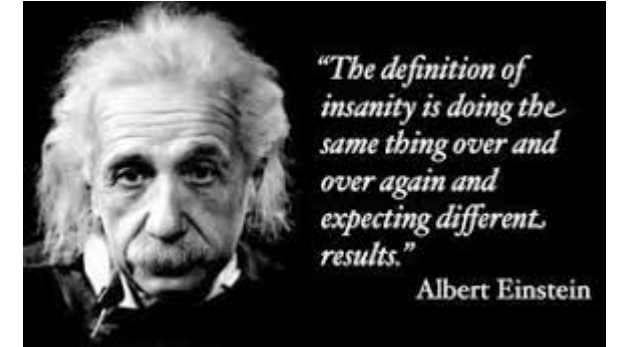 “The definition of
insanity is doing the
same thing over and
over again and
expecting different
results.”
Albert Einstein